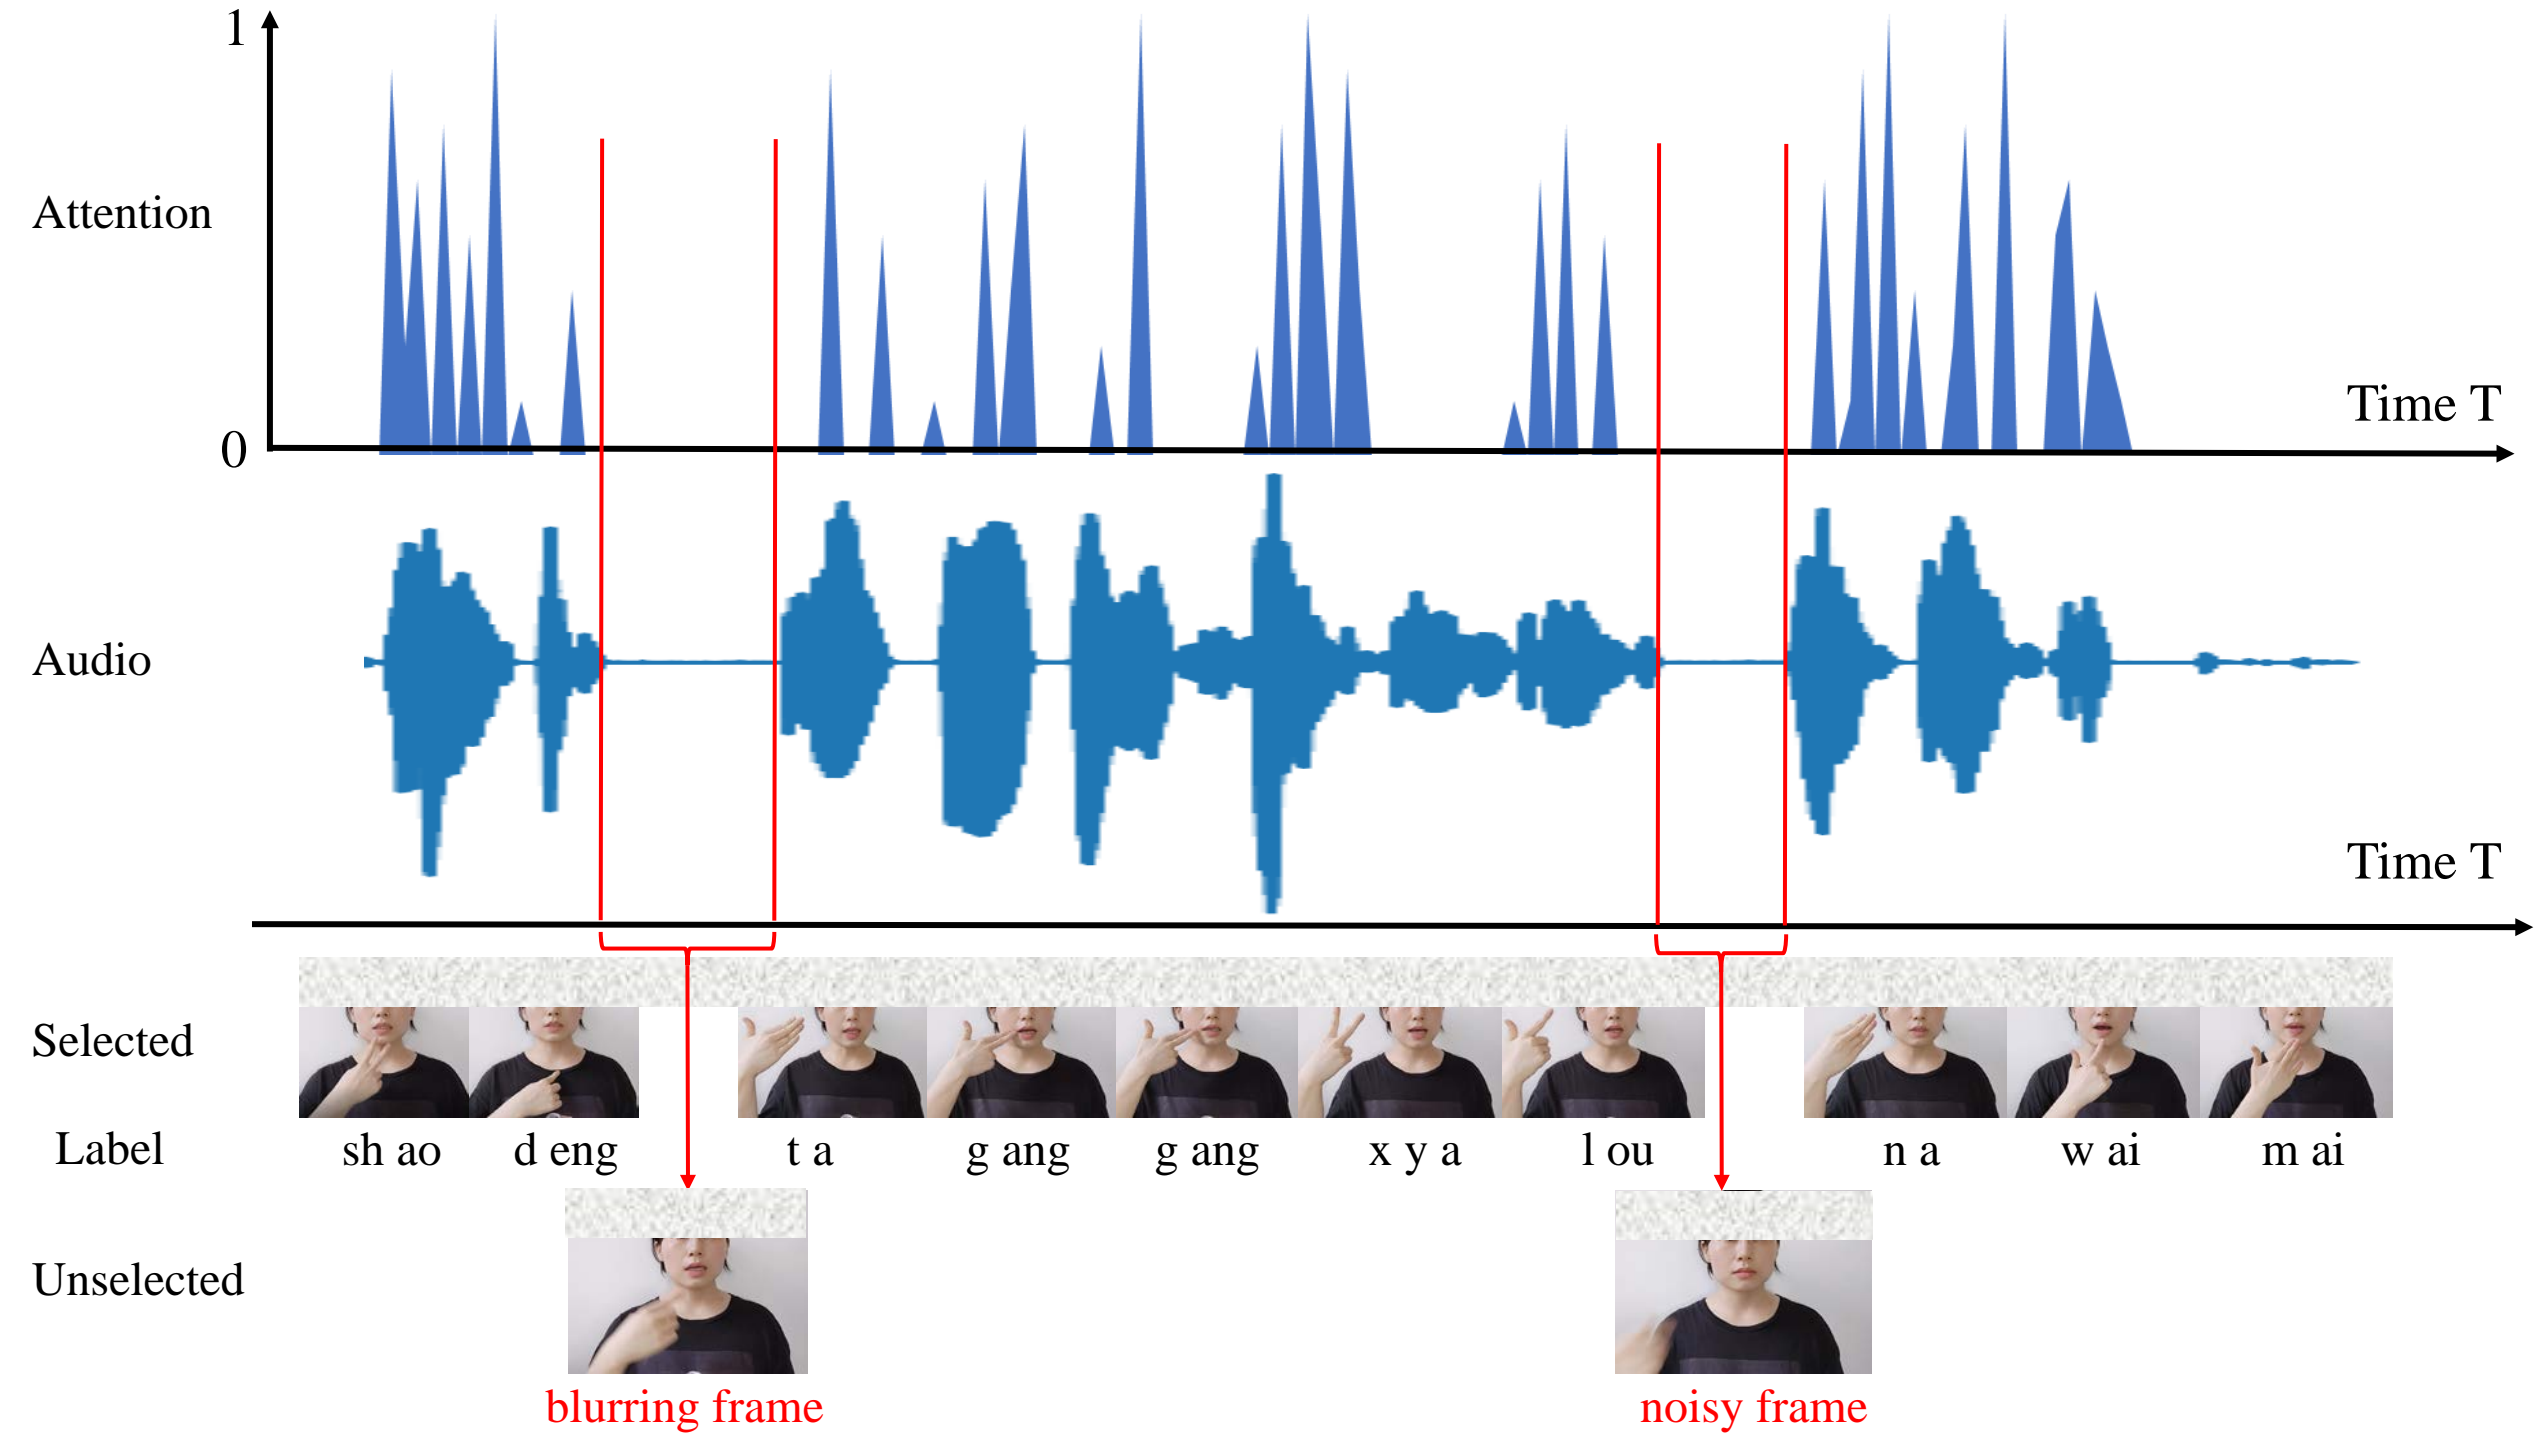 1
Attention
0
Time T
Audio
Time T
Selected
Label
sh ao
d eng
t a
g ang
g ang
x y a
l ou
n a
w ai
m ai
Unselected
blurring frame
noisy frame